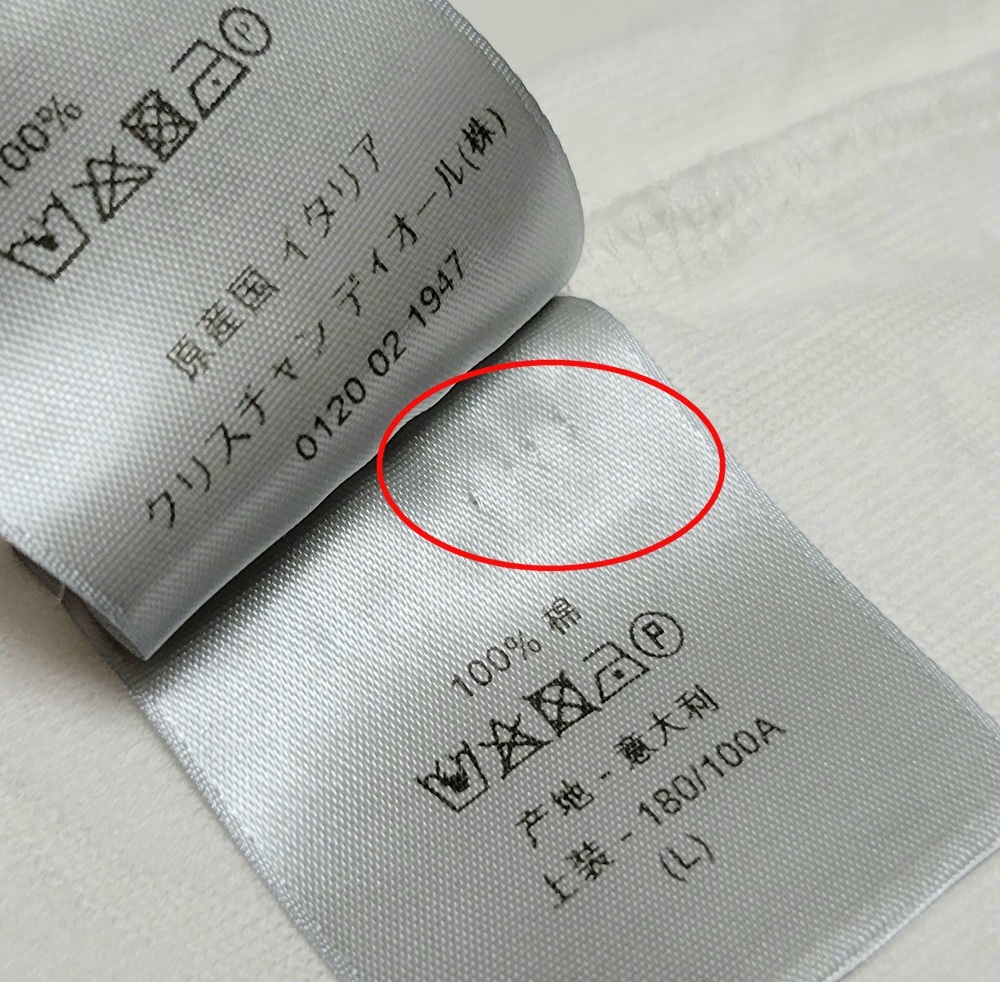 100%
原産国 イタリア
クリスチャン ディオール(株)
0120 02 1947
100% 棉
产地 - 意大利
上装 - 180/100A
(L)